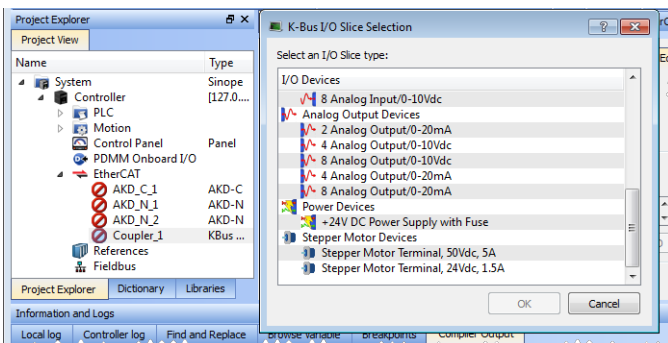 Project Explorer
Project View
Name Type
System Sinope
Controller [127.0....
PLC
Motion
Control Panel Panel
PDMM Onboard I/O
EtherCAT
AKD_C_1 AKD-C
AKD_N_1 AKD-N
AKD_N_2 AKD-N
Coupler_1 KBus ...
References
Fieldbus
Project Explorer Dictionary Libraries
Information and Logs
Local log Controller log Find and Replace Browse Variable Breakpoints Compiler Output
K-Bus I/O Slice Selection
Select an I/O Slice type:
I/O Devices
8 Analog Input/0-10Vdc
Analog Output Devices
2 Analog Output/0-20mA
4 Analog Output/0-10Vdc
8 Analog Output/0-10Vdc
4 Analog Output/0-20mA
8 Analog Output/0-20mA
Power Devices
+24V DC Power Supply with Fuse
Stepper Motor Devices
Stepper Motor Terminal, 50Vdc, 5A
Stepper Motor Terminal, 24Vdc, 1.5A
OK Cancel